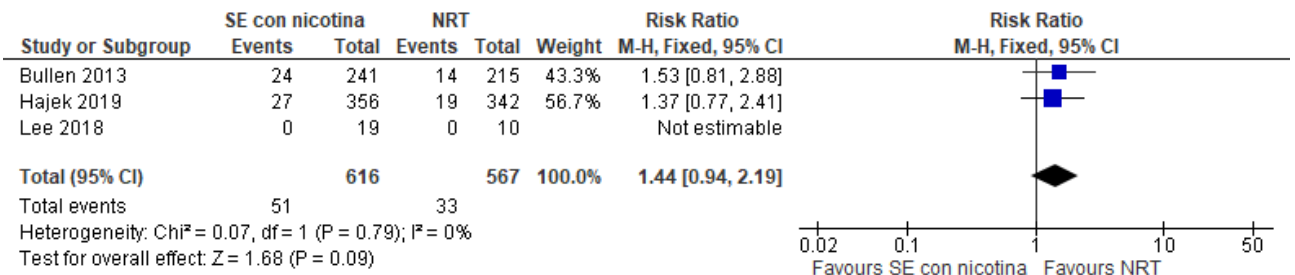 SE con nicotina NRT Risk Ratio Risk Ratio
Study or Subgroup Events Total Events Total Weight M-H, Fixed, 95% CI M-H, Fixed, 95% CI
Bullen 2013 24 241 14 215 43.3% 1.53 [0.81, 2.88]
Hajek 2019 27 356 19 342 56.7% 1.37 [0.77, 2.41]
Lee 2018 0 19 0 10 Not estimable
Total (95% CI) 616 567 100.0% 1.44 [0.94, 2.19]
Total events 51 33
Heterogeneity: Chi² = 0.07, df = 1 (P = 0.79); I² = 0%
Test for overall effect: Z = 1.68 (P = 0.09)
0.02 0.1 1 10 50
Favours SE con nicotina Favours NRT